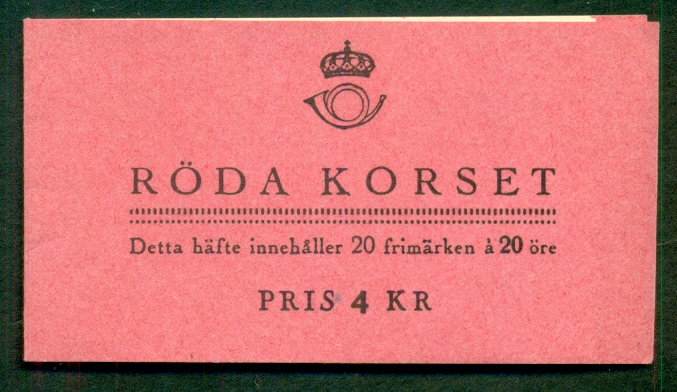 RÖDA KORSET
Detta häfte innehåller 20 frimärken à 20 öre
PRIS 4 KR